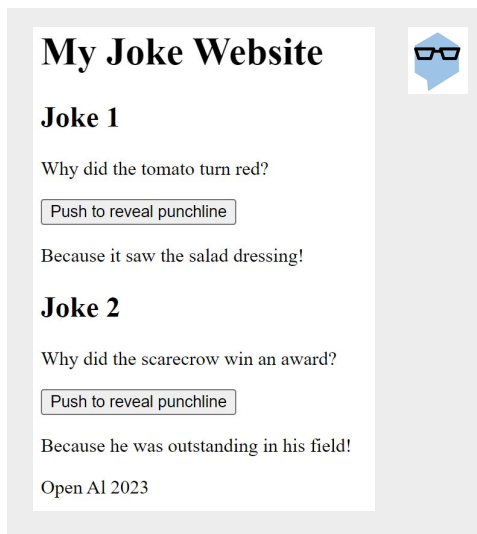 My Joke Website
Joke 1
Why did the tomato turn red?
Push to reveal punchline
Because it saw the salad dressing!
Joke 2
Why did the scarecrow win an award?
Push to reveal punchline
Because he was outstanding in his field!
Open Al 2023